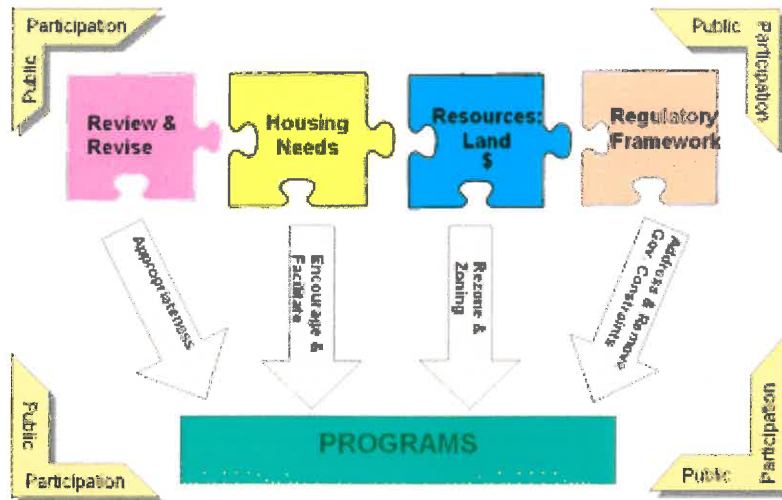 Participation
Public
Public
Participation
Review &
Revise
Housing
Needs
Resources:
Land
$
Regulatory
Framework
Appropriateness
Encourage &
Facilitate
Rezone &
Zoning
Address & Remove
Gov. Constraints
PROGRAMS
Public
Participation
Public
Participation